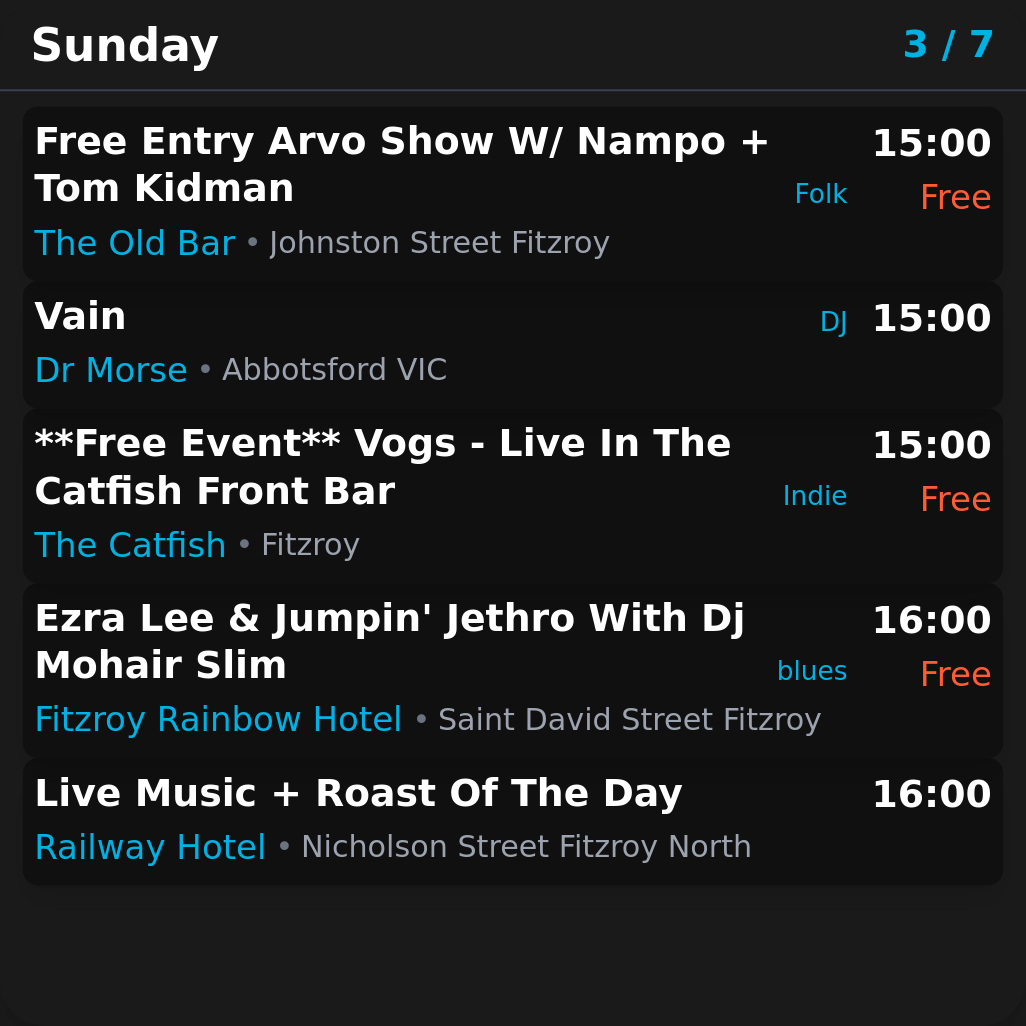 Sunday
3 / 7
Free Entry Arvo Show W/ Nampo +
Tom Kidman
Folk
15:00
Free
The Old Bar • Johnston Street Fitzroy
Vain
DJ
15:00
Dr Morse • Abbotsford VIC
**Free Event** Vogs - Live In The
Catfish Front Bar
Indie
15:00
Free
The Catfish • Fitzroy
Ezra Lee & Jumpin' Jethro With Dj
Mohair Slim
blues
16:00
Free
Fitzroy Rainbow Hotel • Saint David Street Fitzroy
Live Music + Roast Of The Day
16:00
Railway Hotel • Nicholson Street Fitzroy North